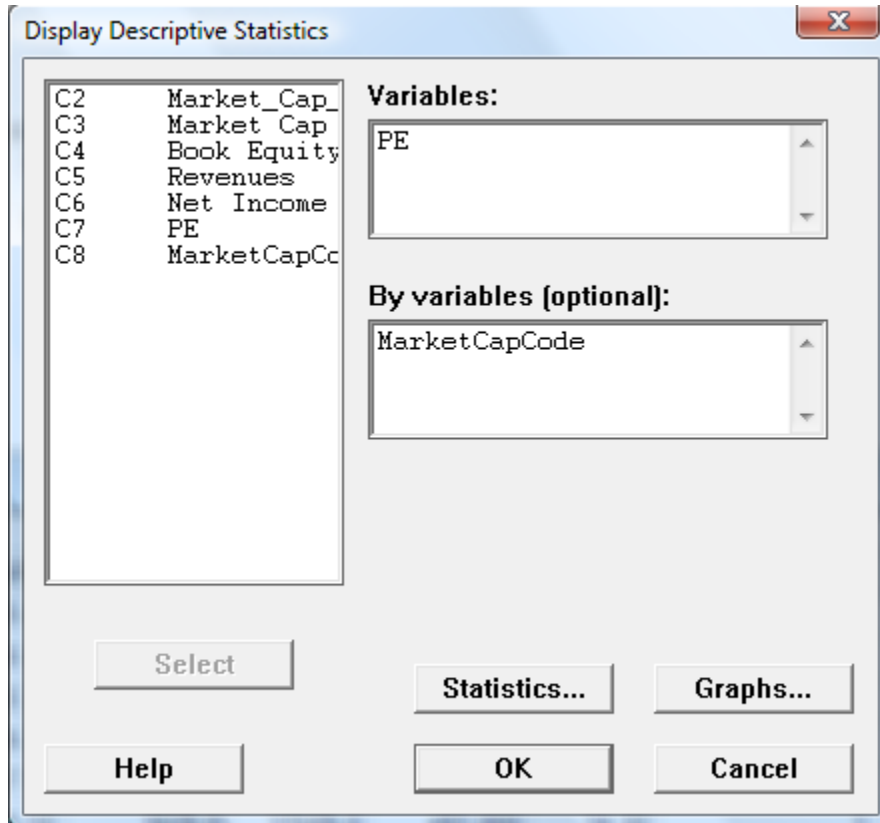 Display Descriptive Statistics
C2 Market_Cap_
C3 Market Cap
C4 Book Equity
C5 Revenues
C6 Net Income
C7 PE
C8 MarketCapCo
Variables:
PE
By variables (optional):
MarketCapCode
Select
Statistics...
Graphs...
Help
OK
Cancel